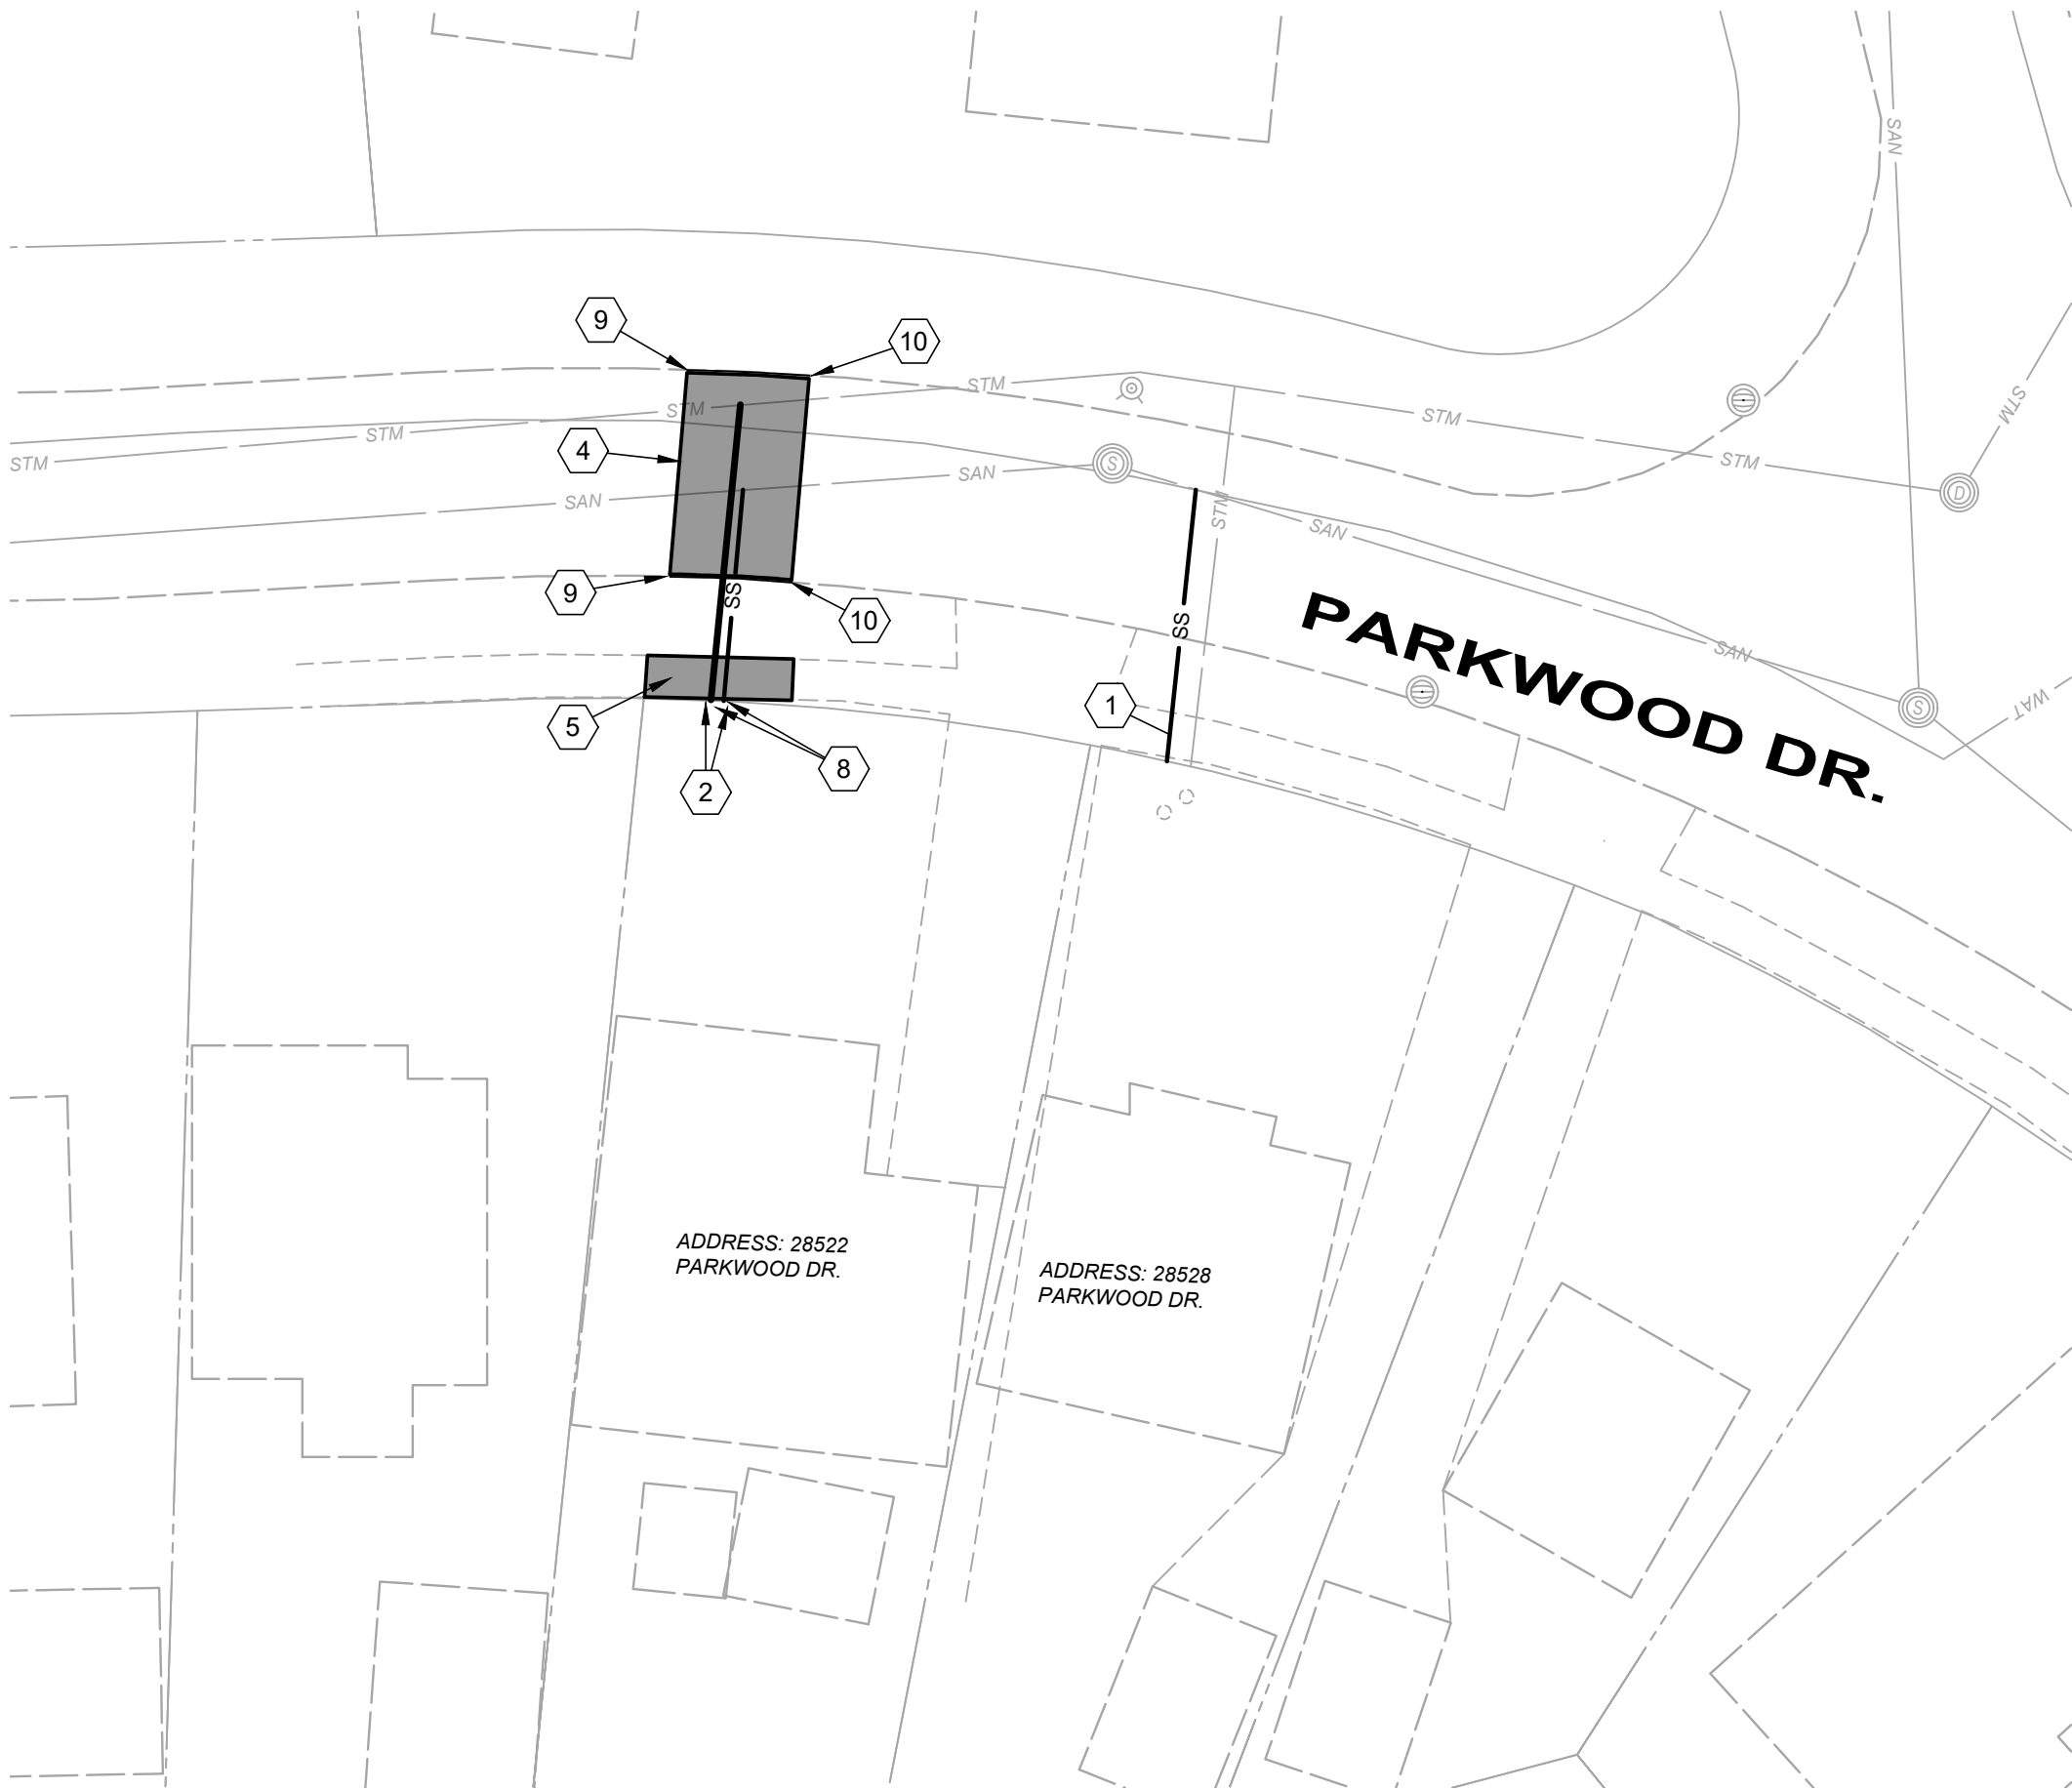 SAN
9
10
STM
STM
STM
STM
STM
STM
4
STM
S
SAN
SAN
D
STM
SAN
9
SS
10
SS
PARKWOOD DR.
SAN
1
S
WAT
5
8
2
ADDRESS: 28522
PARKWOOD DR.
ADDRESS: 28528
PARKWOOD DR.